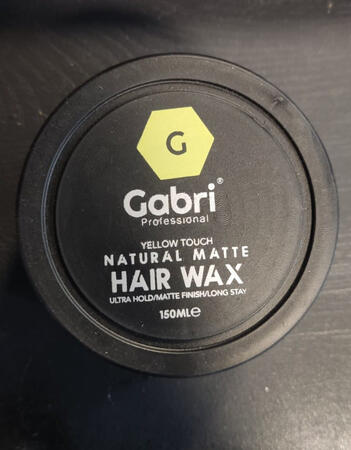 G
Gabri®
Professional
YELLOW TOUCH
NATURAL MATTE
HAIR WAX
ULTRA HOLD/MATTE FINISH/LONG STAY
150ML℮